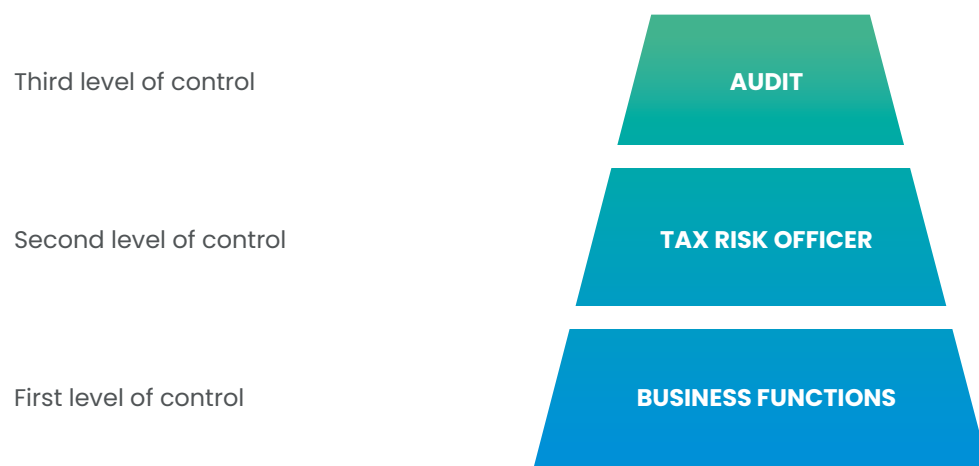 Third level of control
AUDIT
Second level of control
TAX RISK OFFICER
First level of control
BUSINESS FUNCTIONS